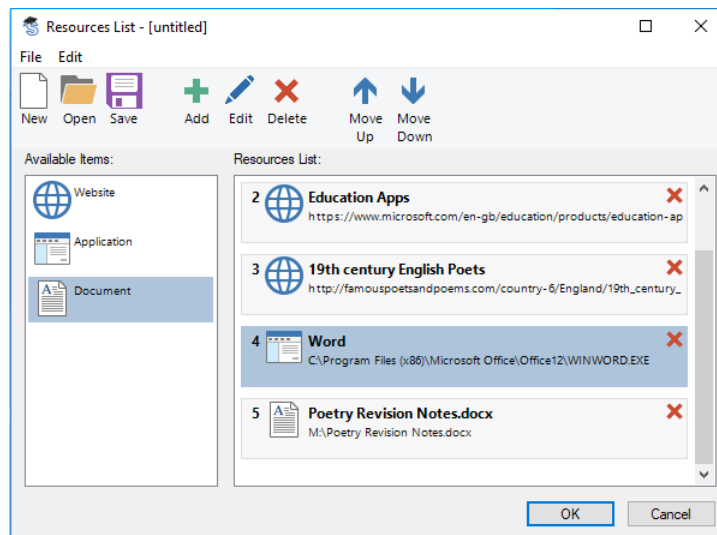 Resources List - [untitled]
File Edit
New Open Save Add Edit Delete Move Up Move Down
Available Items:
Website
Application
Document
Resources List:
2 Education Apps
https://www.microsoft.com/en-gb/education/products/education-ap
3 19th century English Poets
http://famouspoetsandpoems.com/country-6/England/19th_century_
4 Word
C:\Program Files (x86)\Microsoft Office\Office12\WINWORD.EXE
5 Poetry Revision Notes.docx
M:\Poetry Revision Notes.docx
OK Cancel